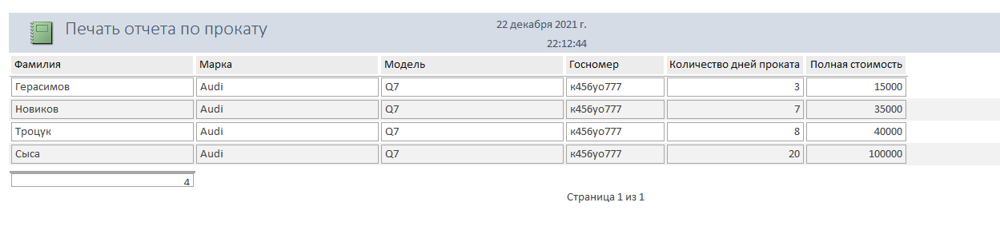 Печать отчета по прокату
22 декабря 2021 г.
22:12:44
Фамилия Марка Модель Госномер Количество дней проката Полная стоимость
Герасимов Audi Q7 к456уо777 3 15000
Новиков Audi Q7 к456уо777 7 35000
Троцук Audi Q7 к456уо777 8 40000
Сыса Audi Q7 к456уо777 20 100000
4
Страница 1 из 1